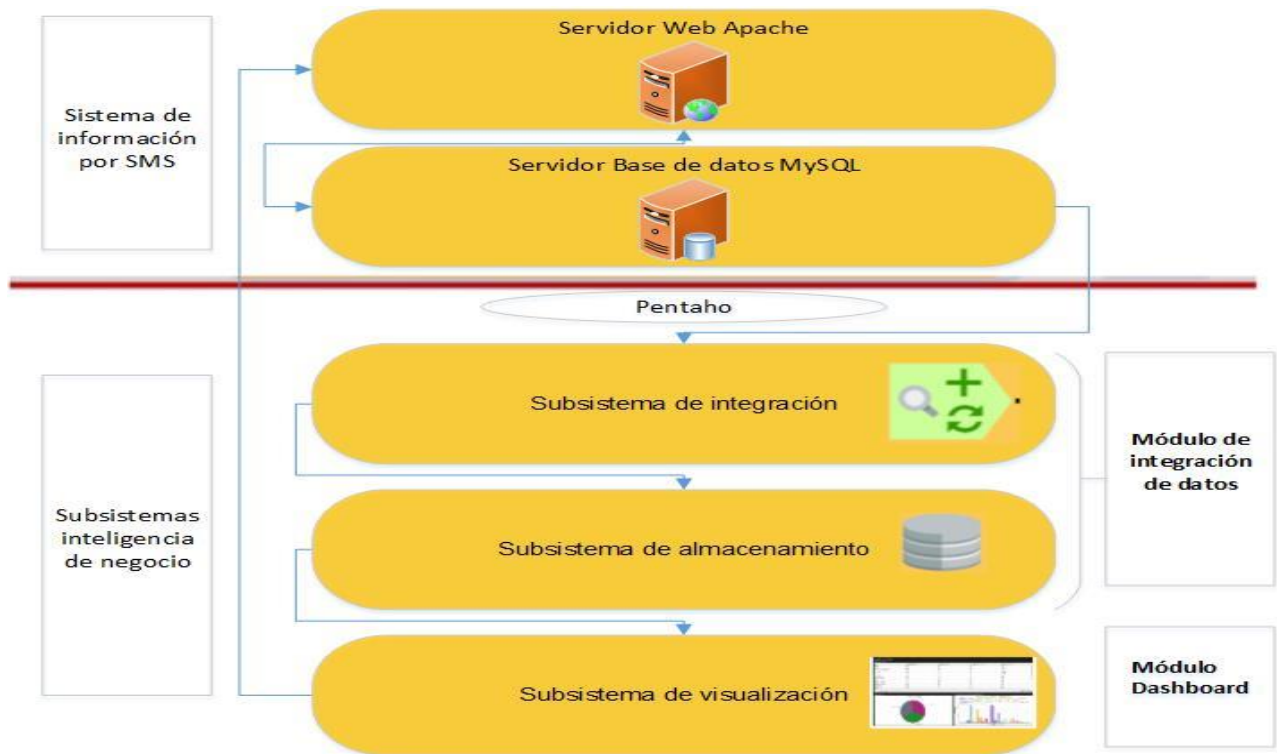 Servidor Web Apache
Sistema de
información
por SMS
Servidor Base de datos MySQL
Pentaho
Subsistema de integración
Módulo de
integración
de datos
Subsistemas
inteligencia
de negocio
Subsistema de almacenamiento
Subsistema de visualización
Módulo
Dashboard